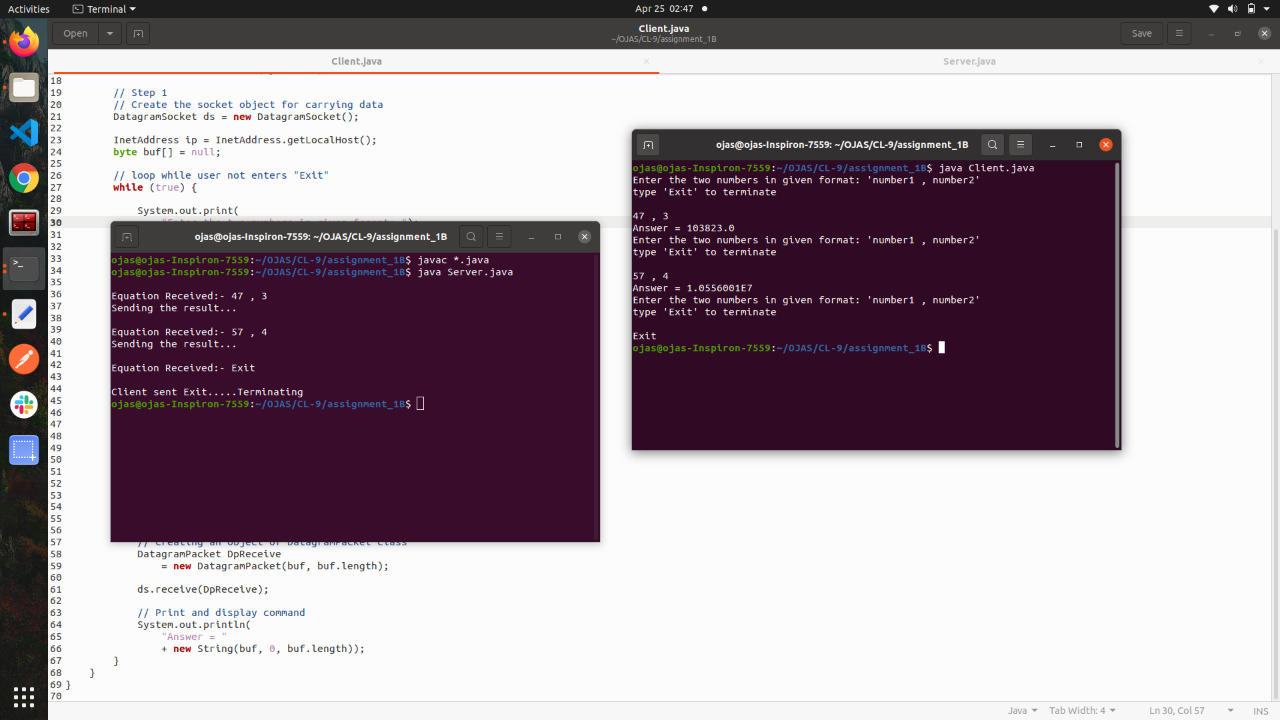 Activities
Terminal
Apr 25 02:47
Open
Client.java
~/OJAS/CL-9/assignment_1B
Save
Client.java
Server.java
18
19 // Step 1
20 // Create the socket object for carrying data
21 DatagramSocket ds = new DatagramSocket();
22
23 InetAddress ip = InetAddress.getLocalHost();
24 byte buf[] = null;
25
26 // loop while user not enters "Exit"
27 while (true) {
28
29 System.out.print(
30
31
32
33
34
35
36
37
38
39
40
41
42
43
44
45
46
47
48
49
50
51
52
53
54
55
56
57 // Creating an object of DatagramPacket class
58 DatagramPacket DpReceive
59 = new DatagramPacket(buf, buf.length);
60
61 ds.receive(DpReceive);
62
63 // Print and display command
64 System.out.println(
65 "Answer = "
66 + new String(buf, 0, buf.length));
67 }
68 }
69 }
70
ojas@ojas-Inspiron-7559: ~/OJAS/CL-9/assignment_1B
ojas@ojas-Inspiron-7559:~/OJAS/CL-9/assignment_1B$ javac *.java
ojas@ojas-Inspiron-7559:~/OJAS/CL-9/assignment_1B$ java Server.java
Equation Received:- 47 , 3
Sending the result...
Equation Received:- 57 , 4
Sending the result...
Equation Received:- Exit
Client sent Exit.....Terminating
ojas@ojas-Inspiron-7559:~/OJAS/CL-9/assignment_1B$
ojas@ojas-Inspiron-7559: ~/OJAS/CL-9/assignment_1B
ojas@ojas-Inspiron-7559:~/OJAS/CL-9/assignment_1B$ java Client.java
Enter the two numbers in given format: 'number1 , number2'
type 'Exit' to terminate
47 , 3
Answer = 103823.0
Enter the two numbers in given format: 'number1 , number2'
type 'Exit' to terminate
57 , 4
Answer = 1.0556001E7
Enter the two numbers in given format: 'number1 , number2'
type 'Exit' to terminate
Exit
ojas@ojas-Inspiron-7559:~/OJAS/CL-9/assignment_1B$
Java
Tab Width: 4
Ln 30, Col 57
INS